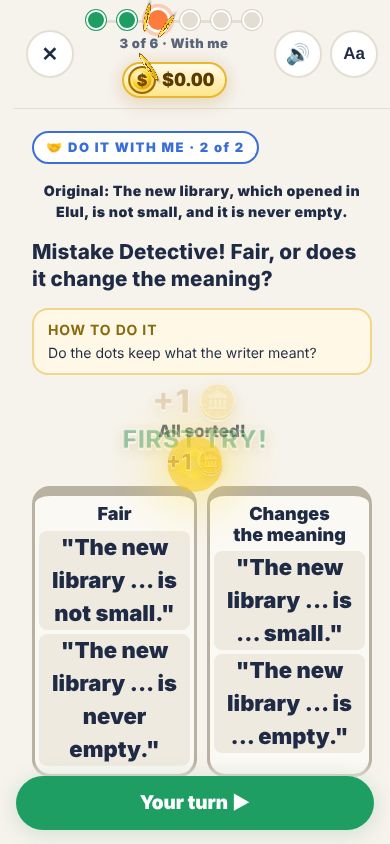 3 of 6 · With me
✕
$ $0.00
🔊
Aa
🤝 DO IT WITH ME · 2 of 2
Original: The new library, which opened in
Elul, is not small, and it is never empty.
Mistake Detective! Fair, or does
it change the meaning?
HOW TO DO IT
Do the dots keep what the writer meant?
+1
All sorted!
FIRST TRY!
+1
Fair
"The new
library … is
not small."
"The new
library … is
never
empty."
Changes
the meaning
"The new
library … is
… small."
"The new
library … is
… empty."
Your turn ▶